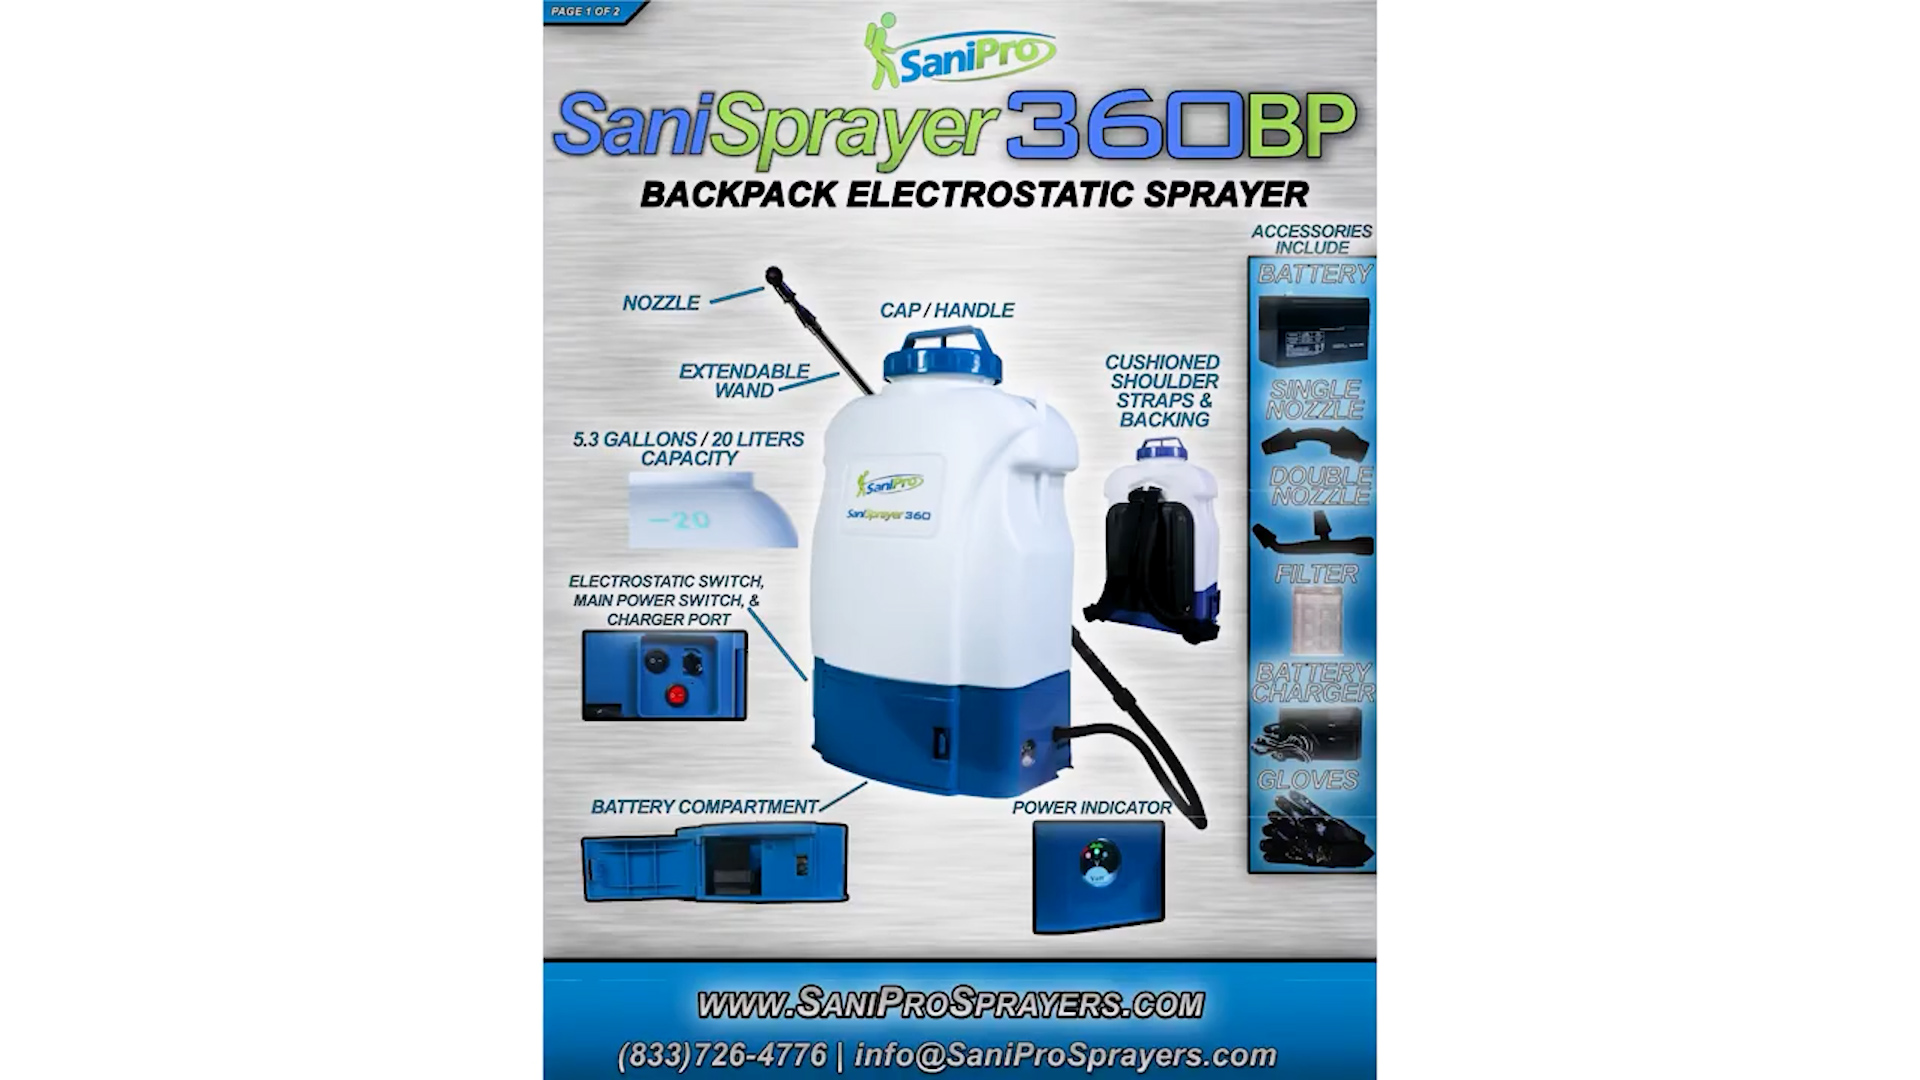 PAGE 1 OF 2
SaniPro
SaniSprayer 360BP
BACKPACK ELECTROSTATIC SPRAYER
ACCESSORIES
INCLUDE
BATTERY
NOZZLE
CAP / HANDLE
EXTENDABLE
WAND
CUSHIONED
SHOULDER
STRAPS &
BACKING
SINGLE
NOZZLE
5.3 GALLONS / 20 LITERS
CAPACITY
-20
SaniPro
SaniSprayer 360
DOUBLE
NOZZLE
ELECTROSTATIC SWITCH,
MAIN POWER SWITCH, &
CHARGER PORT
FILTER
BATTERY
CHARGER
GLOVES
BATTERY COMPARTMENT
POWER INDICATOR
WWW.SANIPROSPRAYERS.COM
(833)726-4776 | info@SaniProSprayers.com